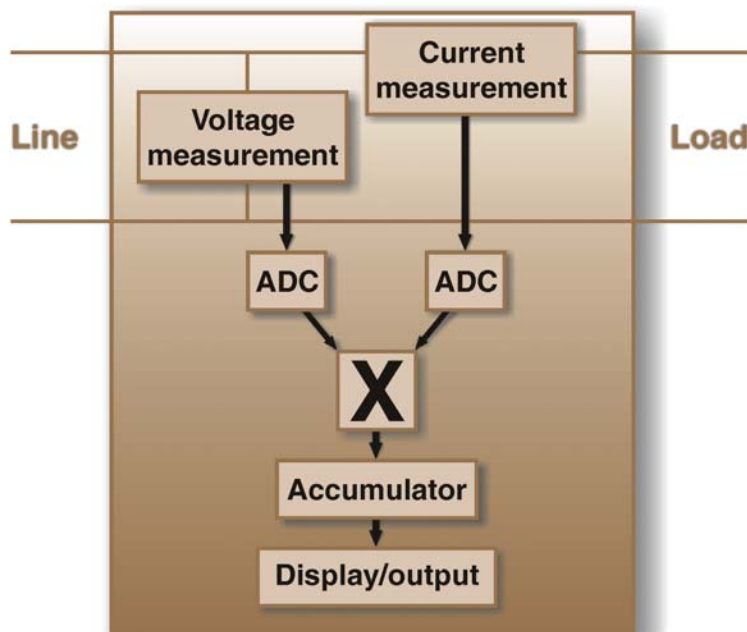 Current
measurement
Line
Voltage
measurement
Load
ADC
ADC
X
Accumulator
Display/output